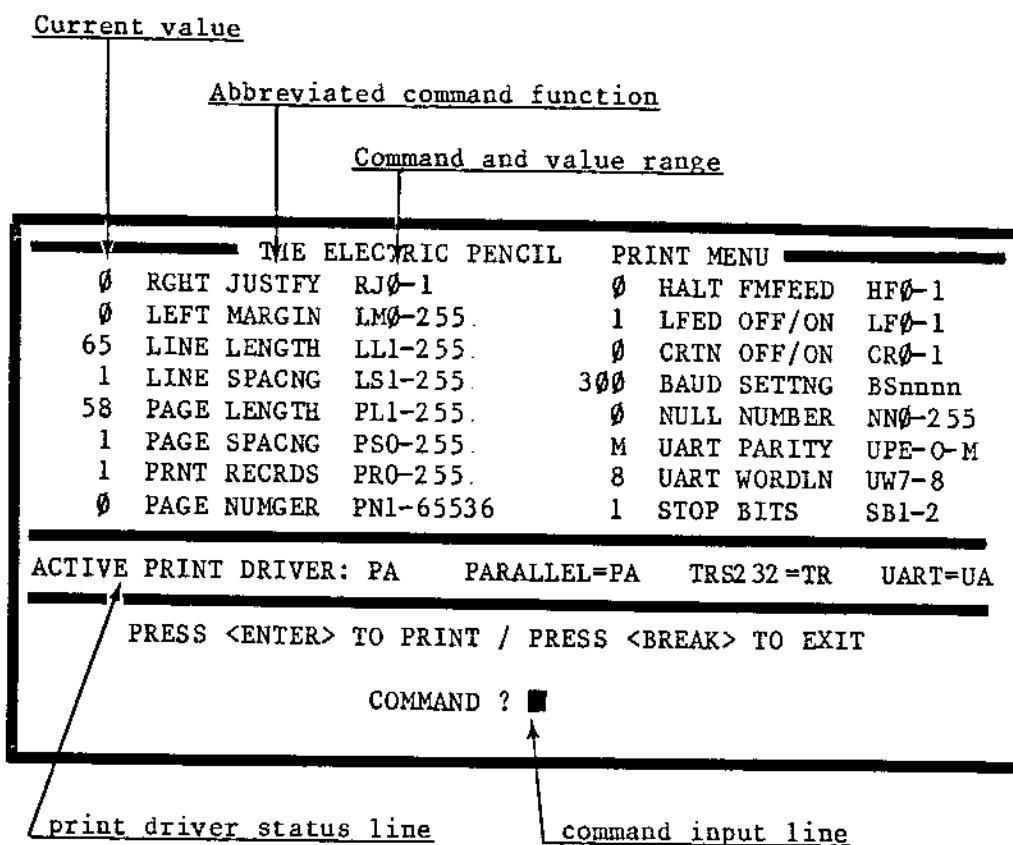 Current value
Abbreviated command function
Command and value range
THE ELECTRIC PENCIL PRINT MENU
Ø RGHT JUSTFY RJØ-1 Ø HALT FMFEED HFØ-1
Ø LEFT MARGIN LMØ-255. 1 LFED OFF/ON LFØ-1
65 LINE LENGTH LL1-255. Ø CRTN OFF/ON CRØ-1
1 LINE SPACNG LS1-255. 3ØØ BAUD SETTNG BSnnnn
58 PAGE LENGTH PL1-255. Ø NULL NUMBER NNØ-255
1 PAGE SPACNG PS0-255. M UART PARITY UPE-O-M
1 PRNT RECRDS PR0-255. 8 UART WORDLN UW7-8
Ø PAGE NUMGER PN1-65536 1 STOP BITS SB1-2
ACTIVE PRINT DRIVER: PA PARALLEL=PA TRS232=TR UART=UA
PRESS <ENTER> TO PRINT / PRESS <BREAK> TO EXIT
COMMAND ?
print driver status line
command input line